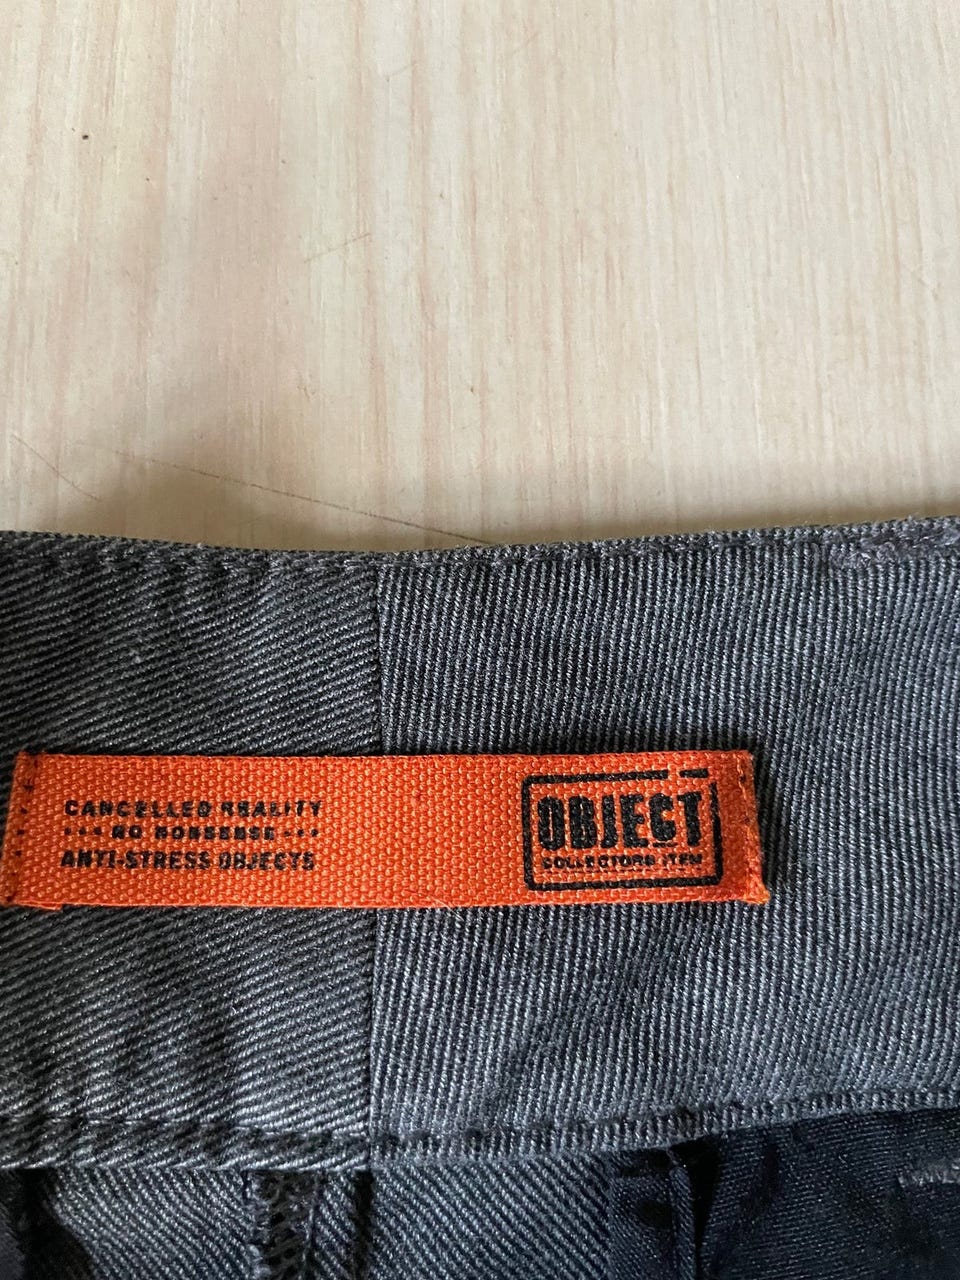 CANCELLED REALITY
••• NO NONSENSE •••
ANTI-STRESS OBJECTS
OBJECT
COLLECTORS ITEM